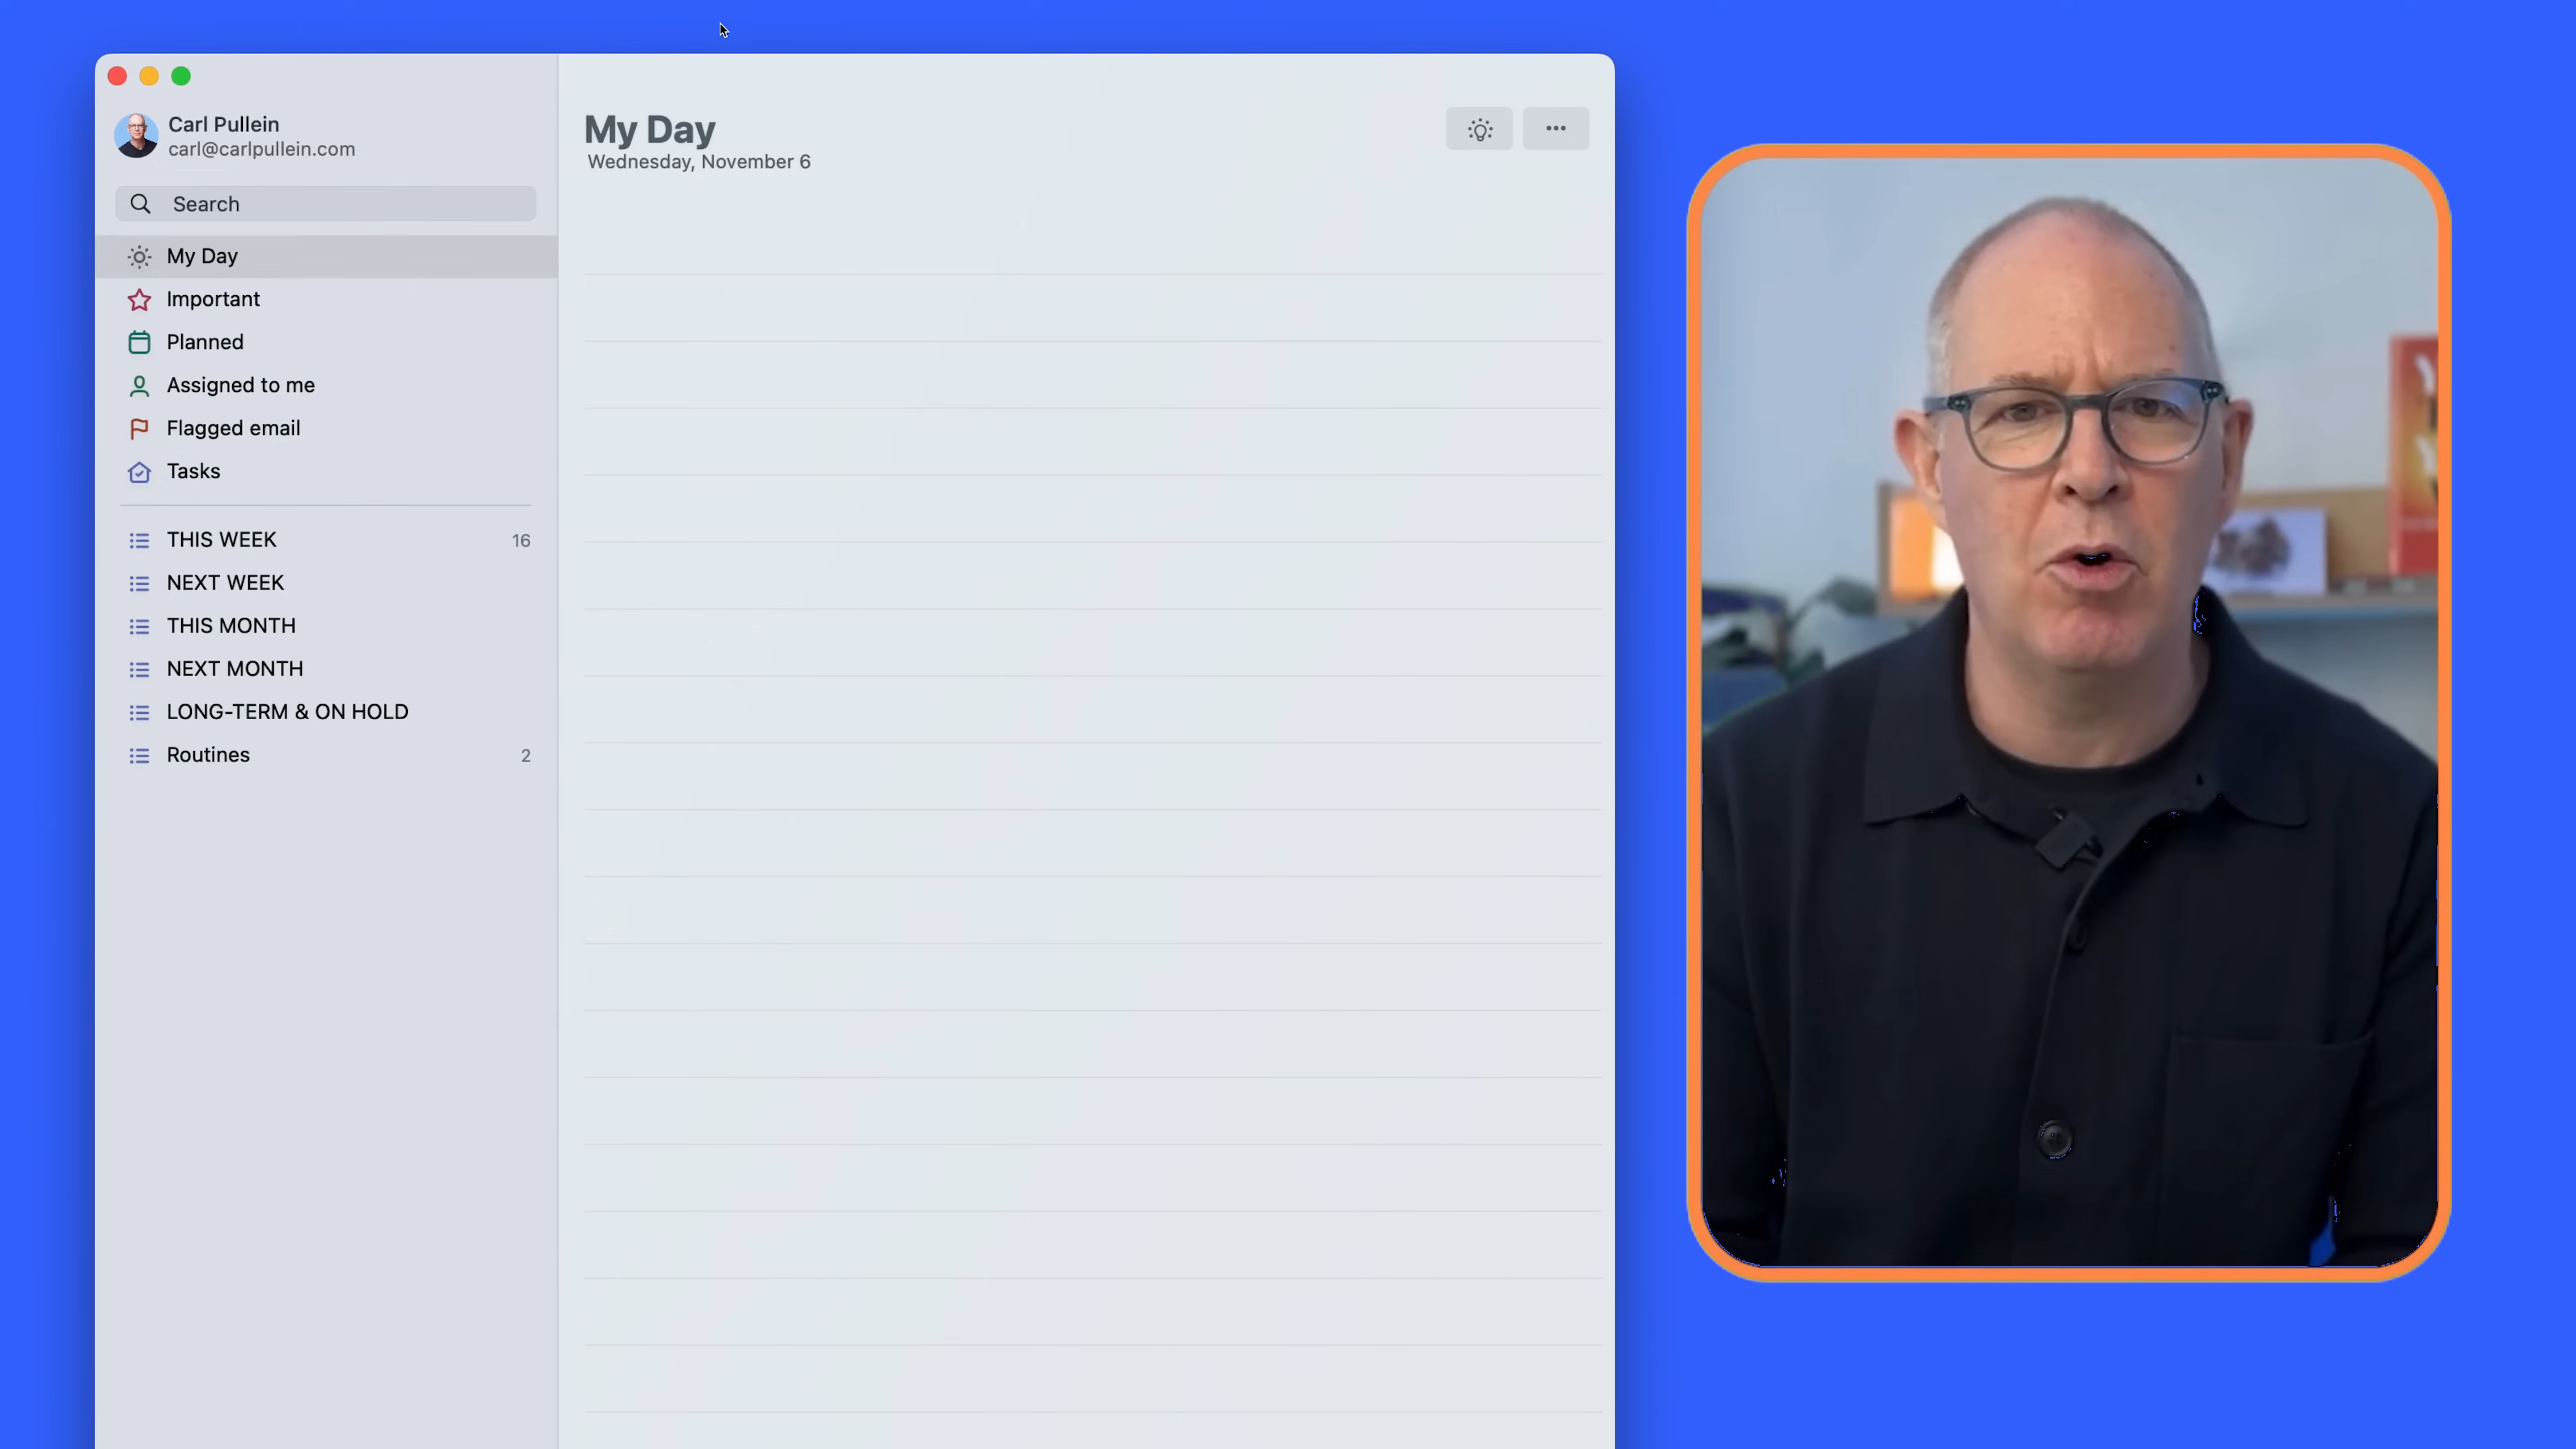 Carl Pullein
carl@carlpullein.com
Search
My Day
Important
Planned
Assigned to me
Flagged email
Tasks
THIS WEEK 16
NEXT WEEK
THIS MONTH
NEXT MONTH
LONG-TERM & ON HOLD
Routines 2
My Day
Wednesday, November 6